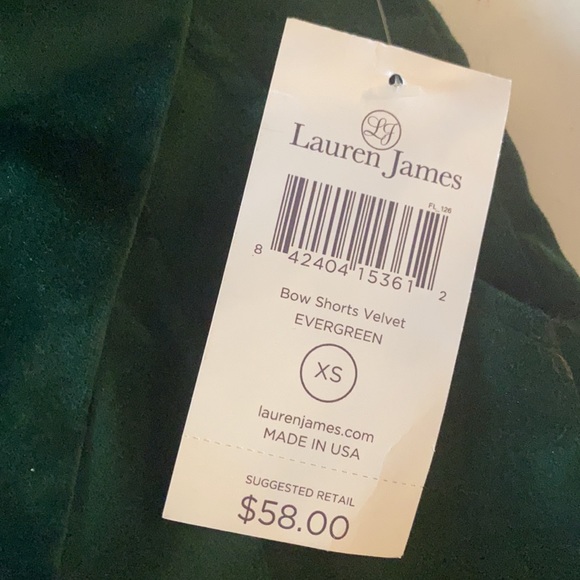 LJ
Lauren James
FL_126
8 42404 15361 2
Bow Shorts Velvet
EVERGREEN
XS
laurenjames.com
MADE IN USA
SUGGESTED RETAIL
$58.00